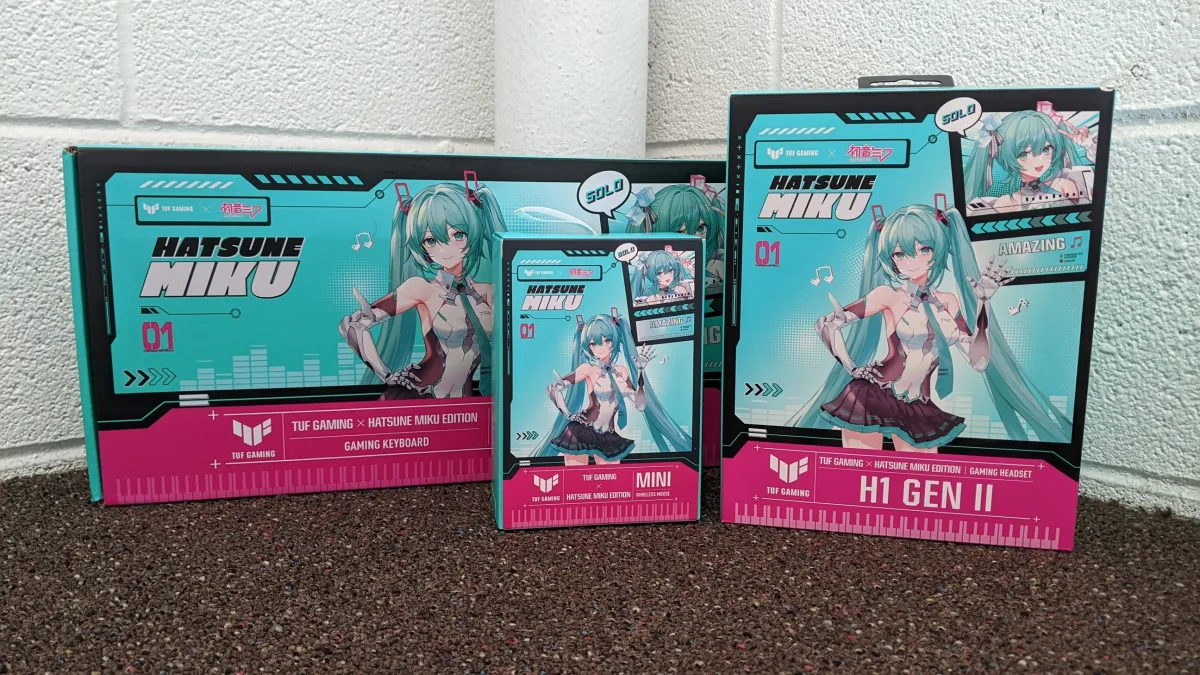 TUF GAMING × 初音ミク
HATSUNE
MIKU
01
SOLO
TUF GAMING
TUF GAMING × HATSUNE MIKU EDITION
GAMING KEYBOARD
TUF GAMING × 初音ミク
HATSUNE
MIKU
01
SOLO
AMAZING
TUF GAMING
TUF GAMING
×
HATSUNE MIKU EDITION
MINI
WIRELESS MOUSE
TUF GAMING × 初音ミク
HATSUNE
MIKU
01
SOLO
AMAZING
TUF GAMING
TUF GAMING × HATSUNE MIKU EDITION | GAMING HEADSET
H1 GEN II